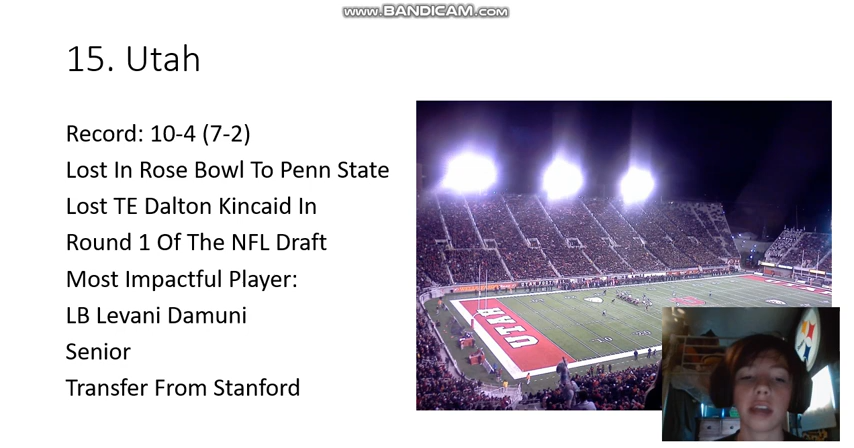 WWW.BANDICAM.COM
15. Utah
Record: 10-4 (7-2)
Lost In Rose Bowl To Penn State
Lost TE Dalton Kincaid In
Round 1 Of The NFL Draft
Most Impactful Player:
LB Levani Damuni
Senior
Transfer From Stanford
UTAH